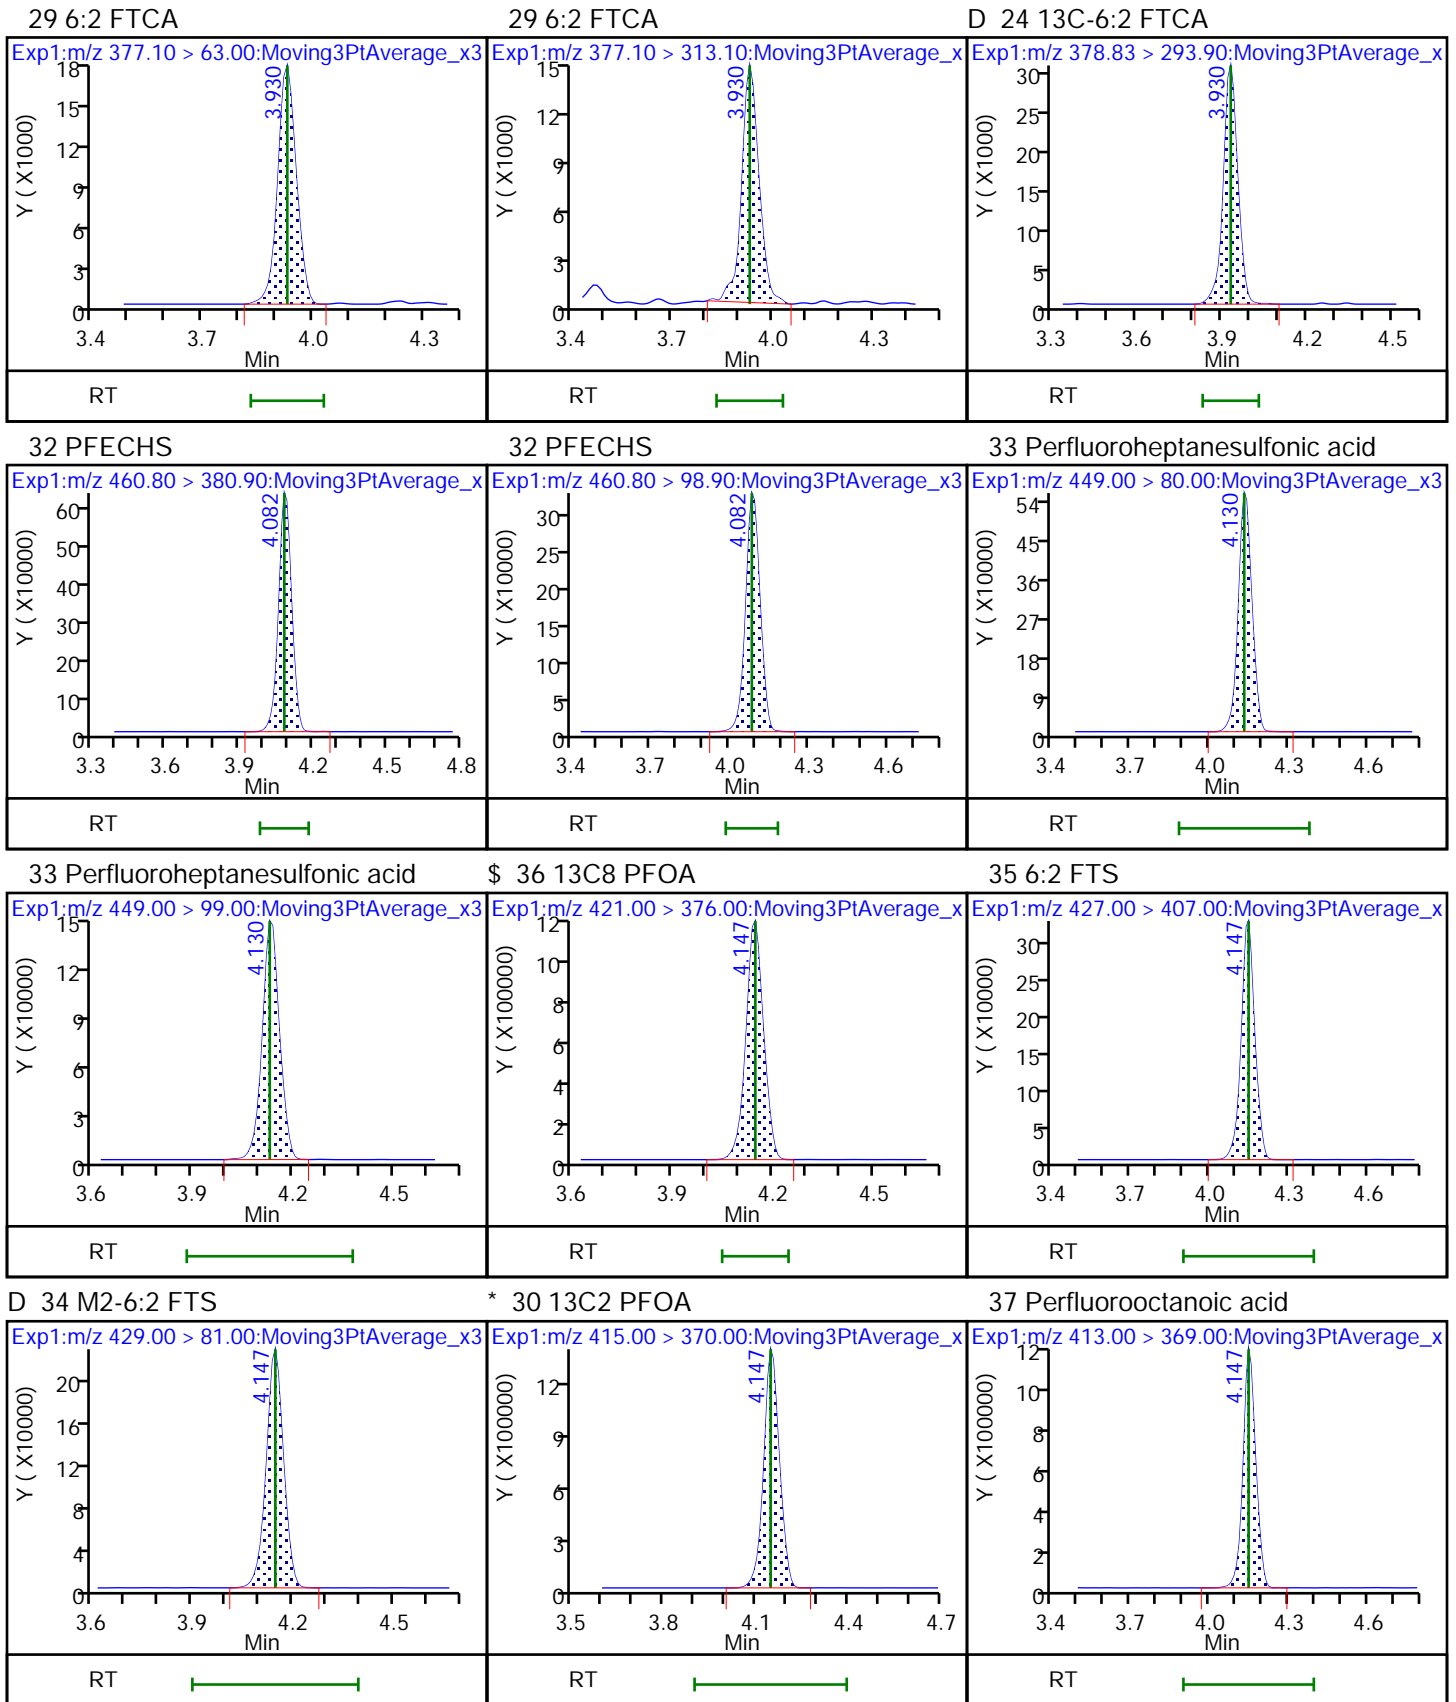 29 6:2 FTCA
Exp1:m/z 377.10 > 63.00:Moving3PtAverage_x3
3.930
Y ( X1000)
18
15
12
9
6
3
0
3.4 3.7 4.0 4.3
Min
RT
29 6:2 FTCA
Exp1:m/z 377.10 > 313.10:Moving3PtAverage_x
3.930
Y ( X1000)
15
12
9
6
3
0
3.4 3.7 4.0 4.3
Min
RT
D 24 13C-6:2 FTCA
Exp1:m/z 378.83 > 293.90:Moving3PtAverage_x
3.930
Y ( X1000)
30
25
20
15
10
5
0
3.3 3.6 3.9 4.2 4.5
Min
RT
32 PFECHS
Exp1:m/z 460.80 > 380.90:Moving3PtAverage_x
4.082
Y ( X10000)
60
50
40
30
20
10
0
3.3 3.6 3.9 4.2 4.5 4.8
Min
RT
32 PFECHS
Exp1:m/z 460.80 > 98.90:Moving3PtAverage_x3
4.082
Y ( X10000)
30
25
20
15
10
5
0
3.4 3.7 4.0 4.3 4.6
Min
RT
33 Perfluoroheptanesulfonic acid
Exp1:m/z 449.00 > 80.00:Moving3PtAverage_x3
4.130
Y ( X10000)
54
45
36
27
18
9
0
3.4 3.7 4.0 4.3 4.6
Min
RT
33 Perfluoroheptanesulfonic acid
Exp1:m/z 449.00 > 99.00:Moving3PtAverage_x3
4.130
Y ( X10000)
15
12
9
6
3
0
3.6 3.9 4.2 4.5
Min
RT
$ 36 13C8 PFOA
Exp1:m/z 421.00 > 376.00:Moving3PtAverage_x
4.147
Y ( X100000)
12
10
8
6
4
2
0
3.6 3.9 4.2 4.5
Min
RT
35 6:2 FTS
Exp1:m/z 427.00 > 407.00:Moving3PtAverage_x
4.147
Y ( X10000)
30
25
20
15
10
5
0
3.4 3.7 4.0 4.3 4.6
Min
RT
D 34 M2-6:2 FTS
Exp1:m/z 429.00 > 81.00:Moving3PtAverage_x3
4.147
Y ( X100000)
20
16
12
8
4
0
3.6 3.9 4.2 4.5
Min
RT
* 30 13C2 PFOA
Exp1:m/z 415.00 > 370.00:Moving3PtAverage_x
4.147
Y ( X100000)
12
9
6
3
0
3.5 3.8 4.1 4.4 4.7
Min
RT
37 Perfluorooctanoic acid
Exp1:m/z 413.00 > 369.00:Moving3PtAverage_x
4.147
Y ( X100000)
12
10
8
6
4
2
0
3.4 3.7 4.0 4.3 4.6
Min
RT